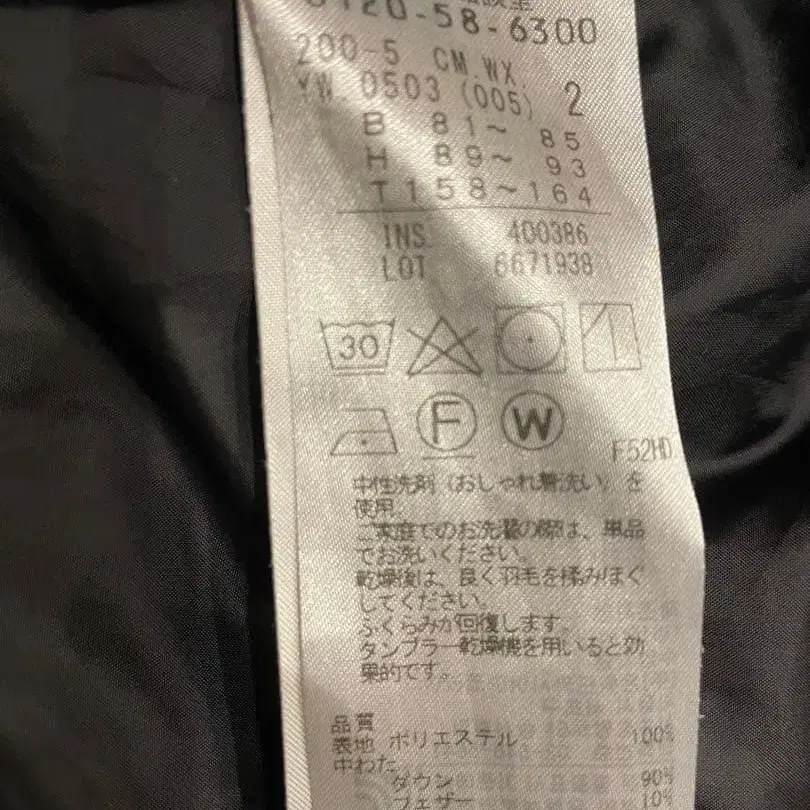 0120-58-6300
200-5 CM.WX.
YW 0503 (005) 2
B 81～85
H 89～93
T158～164
INS 400386
LOT 6671938
30
F W
F52HD
中性洗剤（おしゃれ着洗い）を
使用
ご家庭でのお洗濯の際は、単品
でお洗いください。
乾燥後は、良く羽毛を揉みほぐ
してください。
ふくらみが回復します。
タンブラー乾燥機を用いると効
果的です。
品質
表地 ポリエステル 100%
中わた
ダウン 90%
フェザー 10%